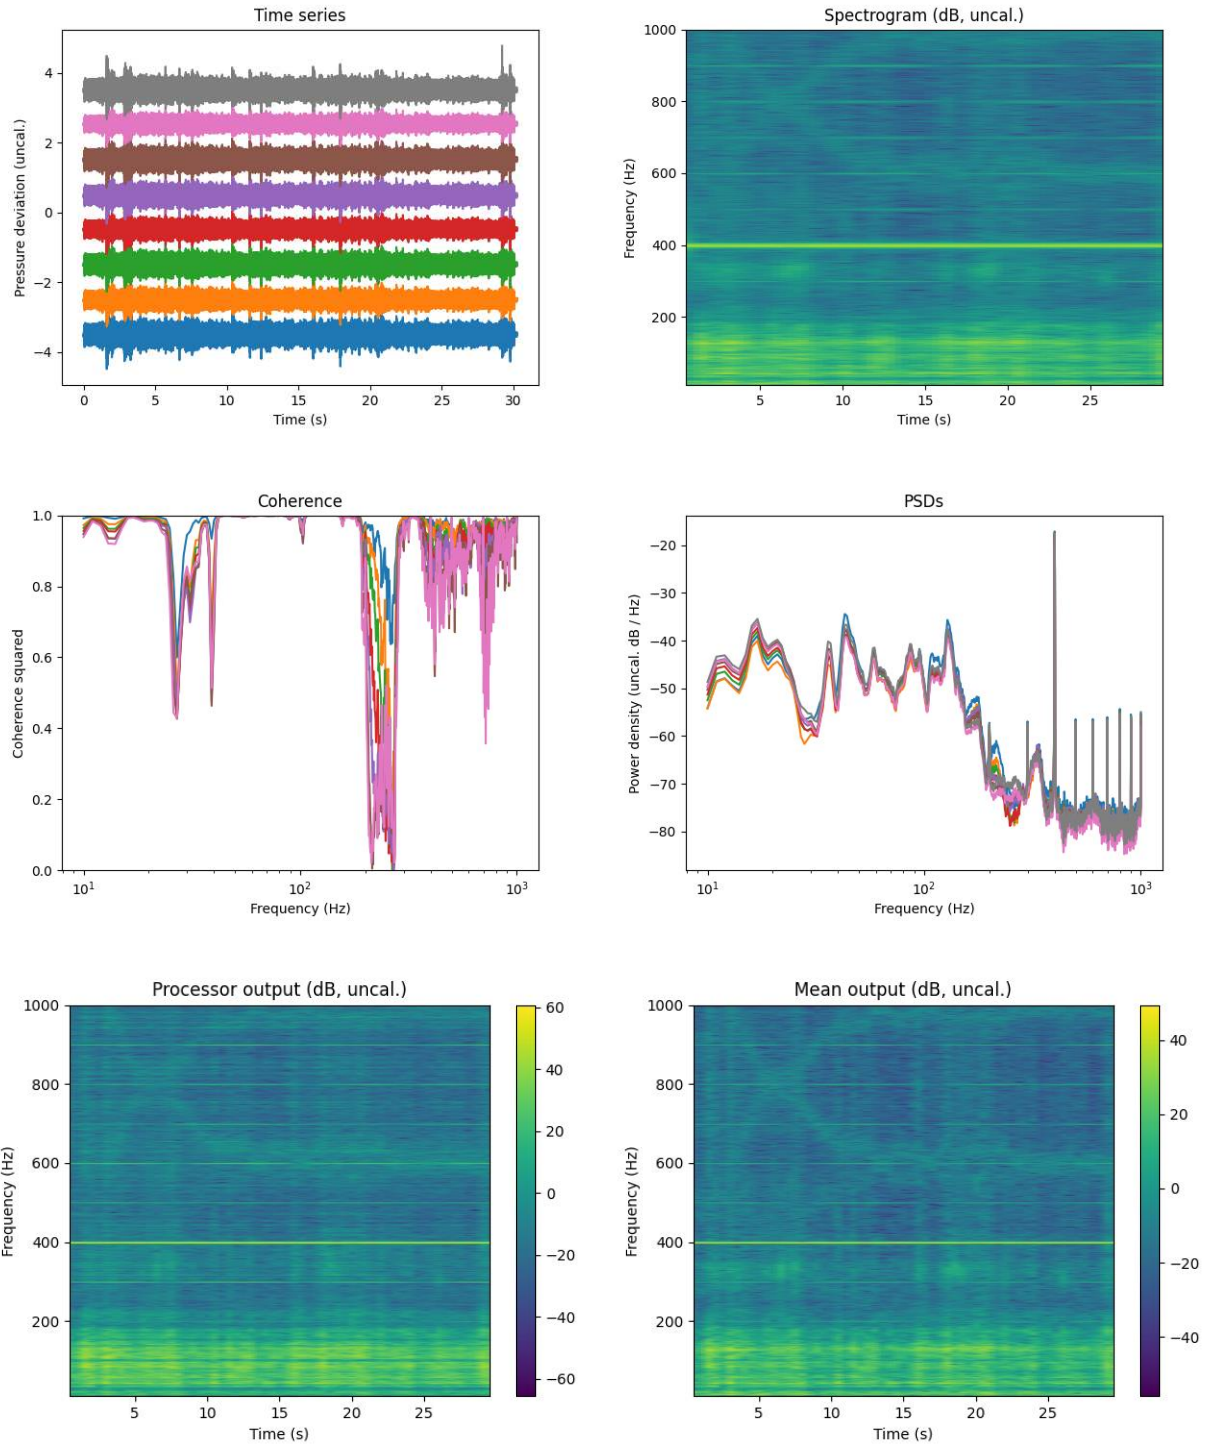 Time series
4
2
0
−2
−4
Pressure deviation (uncal.)
0 5 10 15 20 25 30
Time (s)
Spectrogram (dB, uncal.)
1000
800
600
400
200
Frequency (Hz)
5 10 15 20 25
Time (s)
Coherence
1.0
0.8
0.6
0.4
0.2
0.0
Coherence squared
10¹ 10² 10³
Frequency (Hz)
PSDs
−20
−30
−40
−50
−60
−70
−80
Power density (uncal. dB / Hz)
10¹ 10² 10³
Frequency (Hz)
Processor output (dB, uncal.)
1000
800
600
400
200
Frequency (Hz)
5 10 15 20 25
Time (s)
60
40
20
0
−20
−40
−60
Mean output (dB, uncal.)
1000
800
600
400
200
Frequency (Hz)
5 10 15 20 25
Time (s)
40
20
0
−20
−40